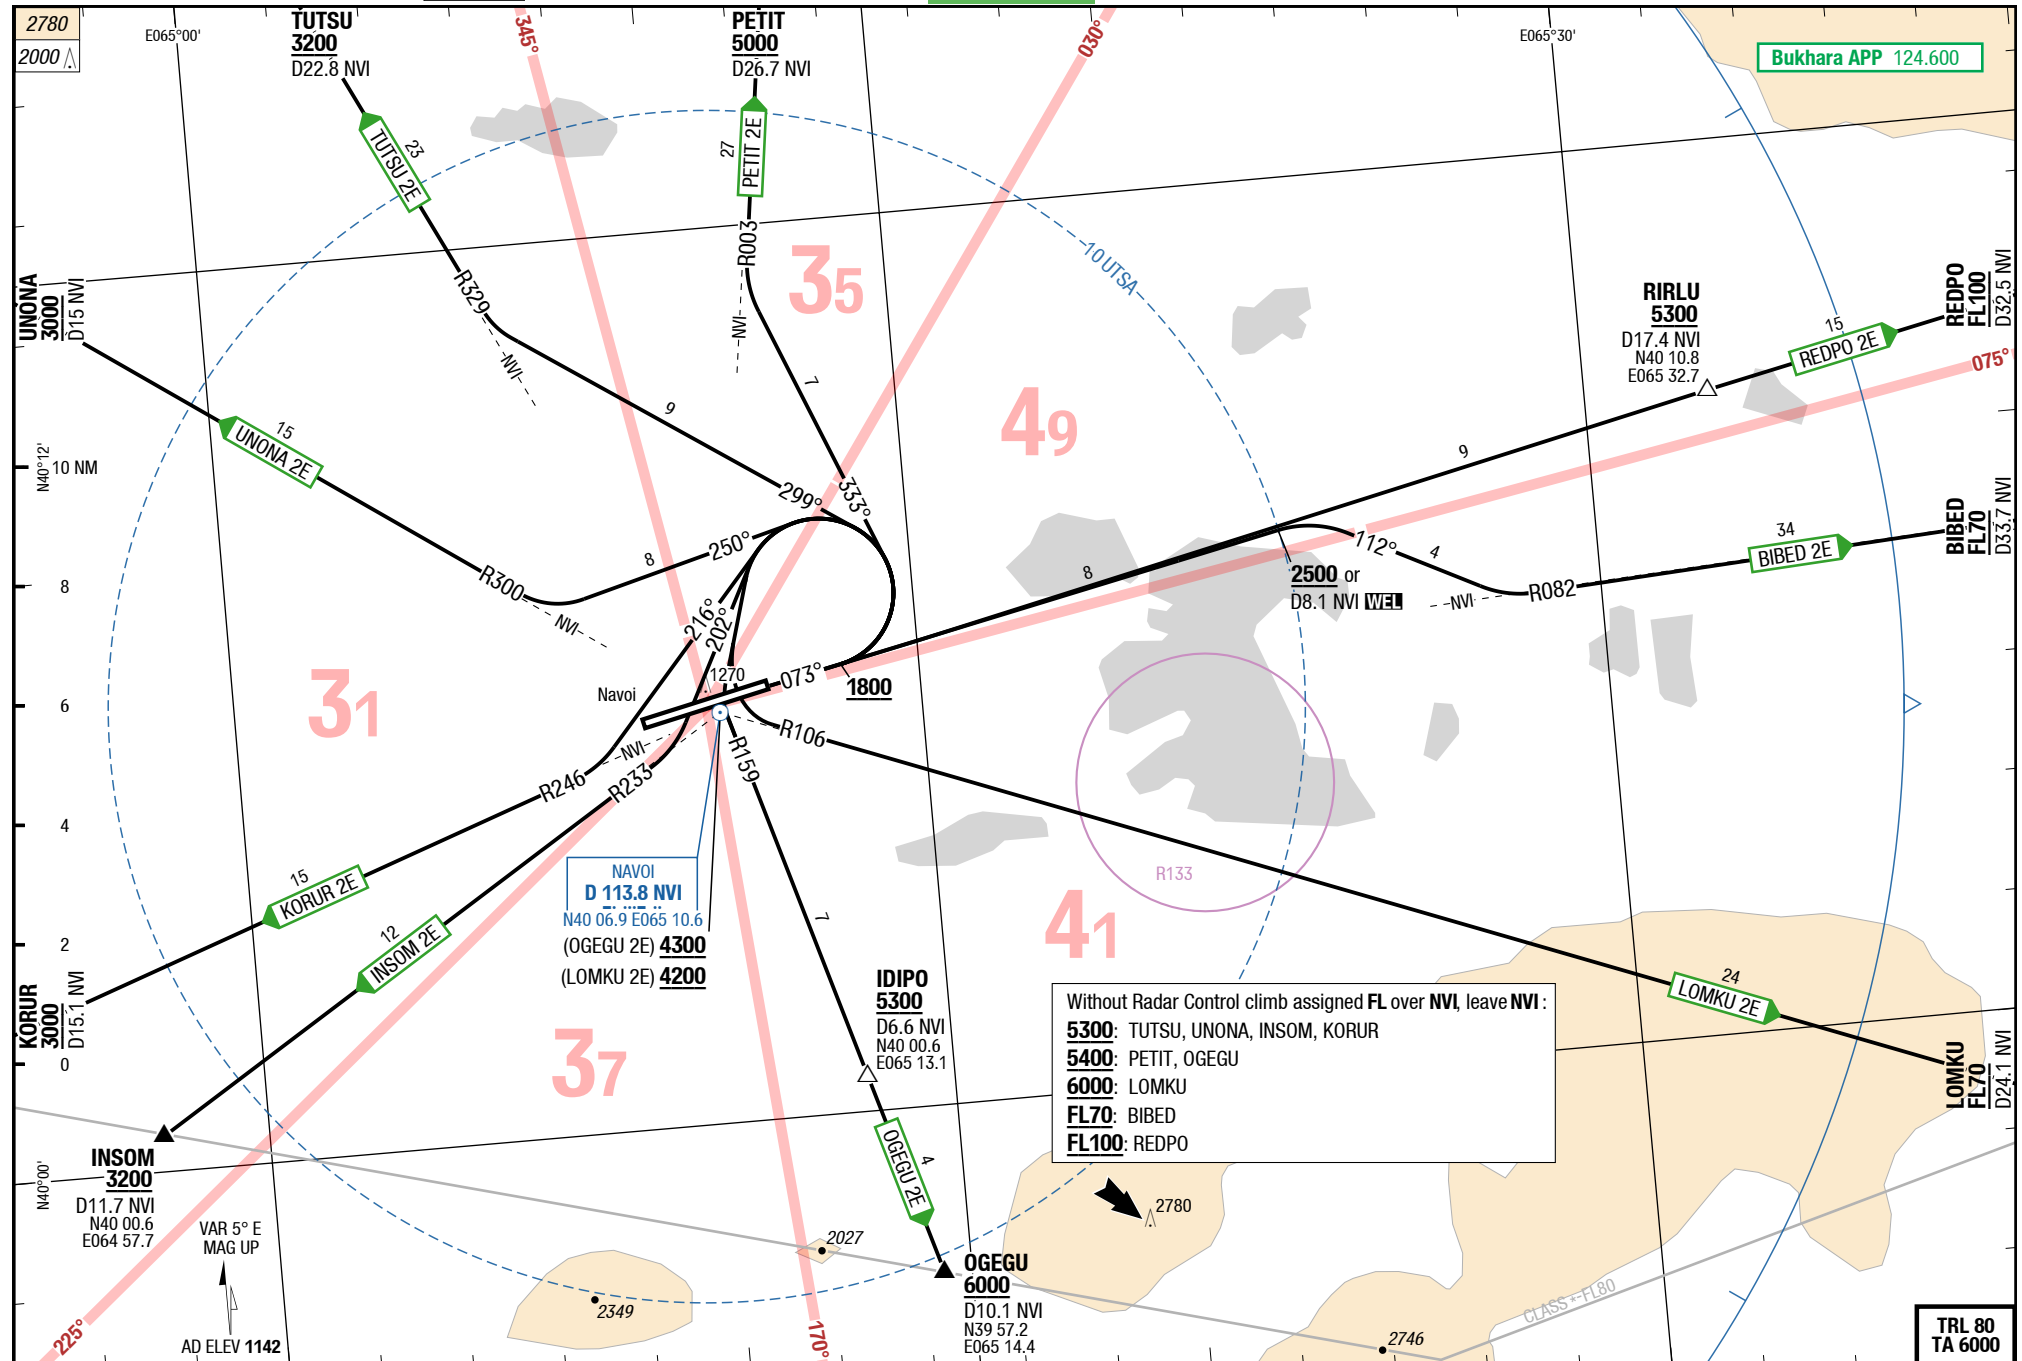 2780
2000
TUTSU
3200
D22.8 NVI
E065°00'
345°
PETIT
5000
D26.7 NVI
030°
E065°30'
Bukhara APP 124.600
23
TUTSU 2E
27
PETIT 2E
R003
NVI
R329
NVI
35
10 UTSA
UNONA
3000
D15 NVI
RIRLU
5300
D17.4 NVI
N40 10.8
E065 32.7
15
REDPO 2E
REDPO
FL100
D32.5 NVI
075°
7
9
49
9
15
UNONA 2E
N40°12'
10 NM
299°
333°
250°
8
R300
NVI
8
112°
4
34
BIBED 2E
BIBED
FL70
D33.7 NVI
2500 or
D8.1 NVI WEL
NVI
R082
8
216°
202°
1270
073°
1800
Navoi
31
6
R106
NVI
R159
R246
R233
4
15
KORUR 2E
12
INSOM 2E
NAVOI
D 113.8 NVI
N40 06.9 E065 10.6
(OGEGU 2E) 4300
(LOMKU 2E) 4200
R133
7
41
2
KORUR
3000
D15.1 NVI
0
IDIPO
5300
D6.6 NVI
N40 00.6
E065 13.1
24
LOMKU 2E
LOMKU
FL70
D24.1 NVI
Without Radar Control climb assigned FL over NVI, leave NVI :
5300: TUTSU, UNONA, INSOM, KORUR
5400: PETIT, OGEGU
6000: LOMKU
FL70: BIBED
FL100: REDPO
37
INSOM
3200
D11.7 NVI
N40 00.6
E064 57.7
N40°00'
OGEGU 2E
4
2780
VAR 5° E
MAG UP
2027
OGEGU
6000
D10.1 NVI
N39 57.2
E065 14.4
2349
CLASS *-FL80
2746
225°
AD ELEV 1142
170°
TRL 80
TA 6000